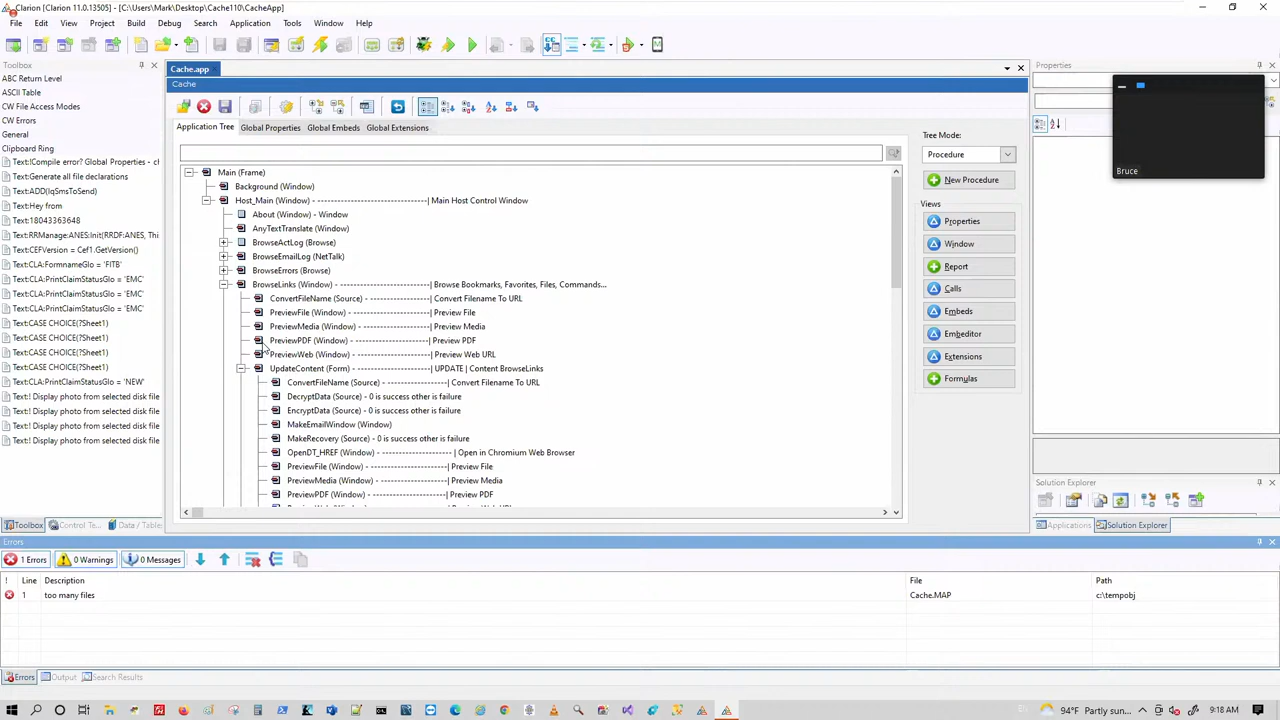 Clarion (Clarion 11.0.13505) - [C:\Users\Mark\Desktop\Cache110\CacheApp]
File Edit View Project Build Debug Search Application Tools Window Help
Toolbox
ABC Return Level
ASCII Table
CW File Access Modes
CW Errors
General
Clipboard Ring
Text:!Compile error? Global Properties - cl
Text:Generate all file declarations
Text:ADD(IqSmsToSend)
Text:Hey from
Text:18043363648
Text:RRManage:ANES:Init(RRDF:ANES, Thi
Text:CEFVersion = Cef1.GetVersion()
Text:CLA:FormnameGlo = 'FITB'
Text:CLA:PrintClaimStatusGlo = 'EMC'
Text:CLA:PrintClaimStatusGlo = 'EMC'
Text:CLA:PrintClaimStatusGlo = 'EMC'
Text:CASE CHOICE(?Sheet1)
Text:CASE CHOICE(?Sheet1)
Text:CASE CHOICE(?Sheet1)
Text:CASE CHOICE(?Sheet1)
Text:CLA:PrintClaimStatusGlo = 'NEW'
Text:! Display photo from selected disk file
Text:! Display photo from selected disk file
Text:! Display photo from selected disk file
Text:! Display photo from selected disk file
Toolbox Control To... Data / Table
Cache.app
Cache
Application Tree Global Properties Global Embeds Global Extensions
Main (Frame)
Background (Window)
Host_Main (Window) - --------------------------------| Main Host Control Window
About (Window) - Window
AnyTextTranslate (Window)
BrowseActLog (Browse)
BrowseEmailLog (NetTalk)
BrowseErrors (Browse)
BrowseLinks (Window) - ---------------------------| Browse Bookmarks, Favorites, Files, Commands...
ConvertFileName (Source) - -------------------| Convert Filename To URL
PreviewFile (Window) - -------------------------| Preview File
PreviewMedia (Window) - ----------------------| Preview Media
PreviewPDF (Window) - -----------------------| Preview PDF
PreviewWeb (Window) - ----------------------| Preview Web URL
UpdateContent (Form) - -----------------------| UPDATE | Content BrowseLinks
ConvertFileName (Source) - -------------------| Convert Filename To URL
DecryptData (Source) - 0 is success other is failure
EncryptData (Source) - 0 is success other is failure
MakeEmailWindow (Window)
MakeRecovery (Source) - 0 is success other is failure
OpenDT_HREF (Window) - ---------------------- | Open in Chromium Web Browser
PreviewFile (Window) - -------------------------| Preview File
PreviewMedia (Window) - ----------------------| Preview Media
PreviewPDF (Window) - -----------------------| Preview PDF
Tree Mode:
Procedure
New Procedure
Views
Properties
Window
Report
Calls
Embeds
Embeditor
Extensions
Formulas
Properties
Bruce
Solution Explorer
Applications Solution Explorer
Errors
1 Errors 0 Warnings 0 Messages
! Line Description File Path
1 too many files Cache.MAP c:\tempobj
Errors Output Search Results
94°F Partly sun... 9:18 AM